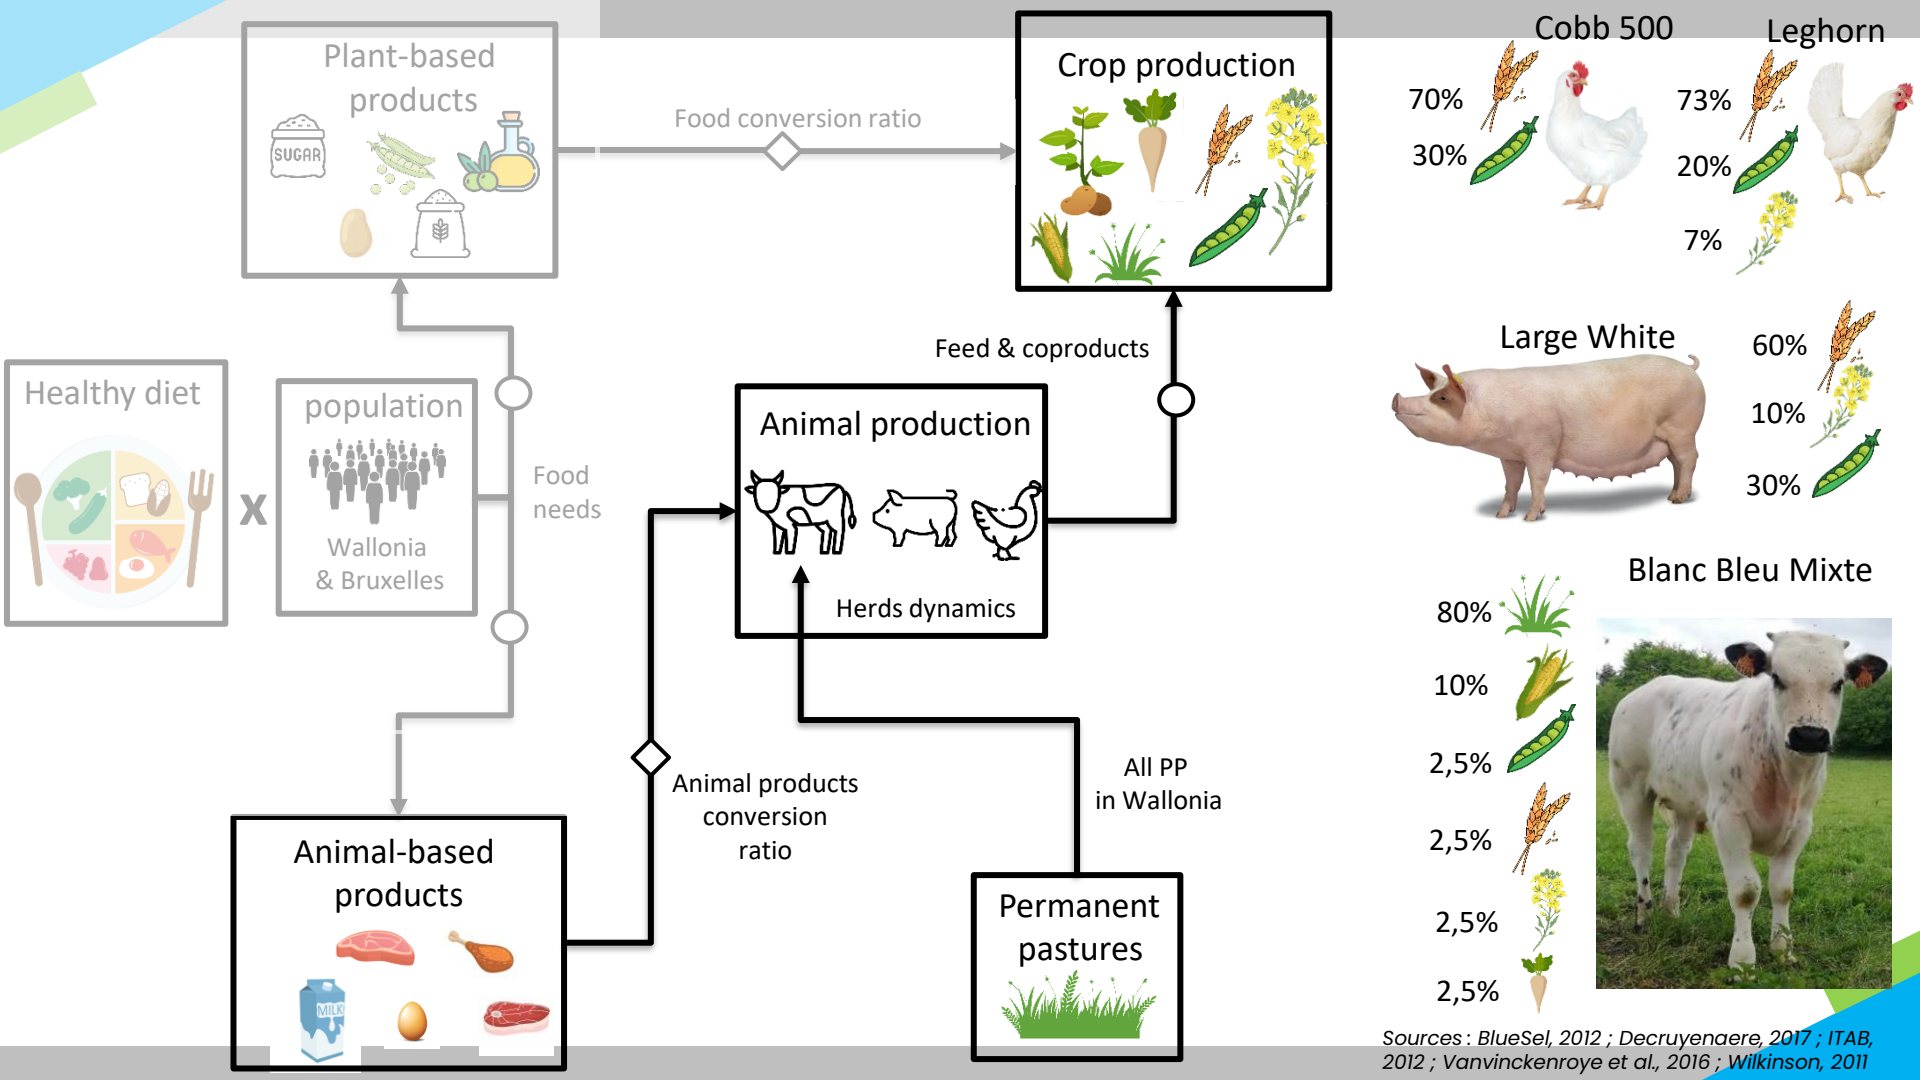 Plant-based
products
SUGAR
Food conversion ratio
Crop production
Healthy diet
X
population
Wallonia
& Bruxelles
Food
needs
Feed & coproducts
Animal production
Herds dynamics
Animal products
conversion
ratio
All PP
in Wallonia
Animal-based
products
MILK
Permanent
pastures
Cobb 500
70%
30%
Leghorn
73%
20%
7%
Large White
60%
10%
30%
Blanc Bleu Mixte
80%
10%
2,5%
2,5%
2,5%
2,5%
Sources : BlueSel, 2012 ; Decruyenaere, 2017 ; ITAB,
2012 ; Vanvinckenroye et al., 2016 ; Wilkinson, 2011